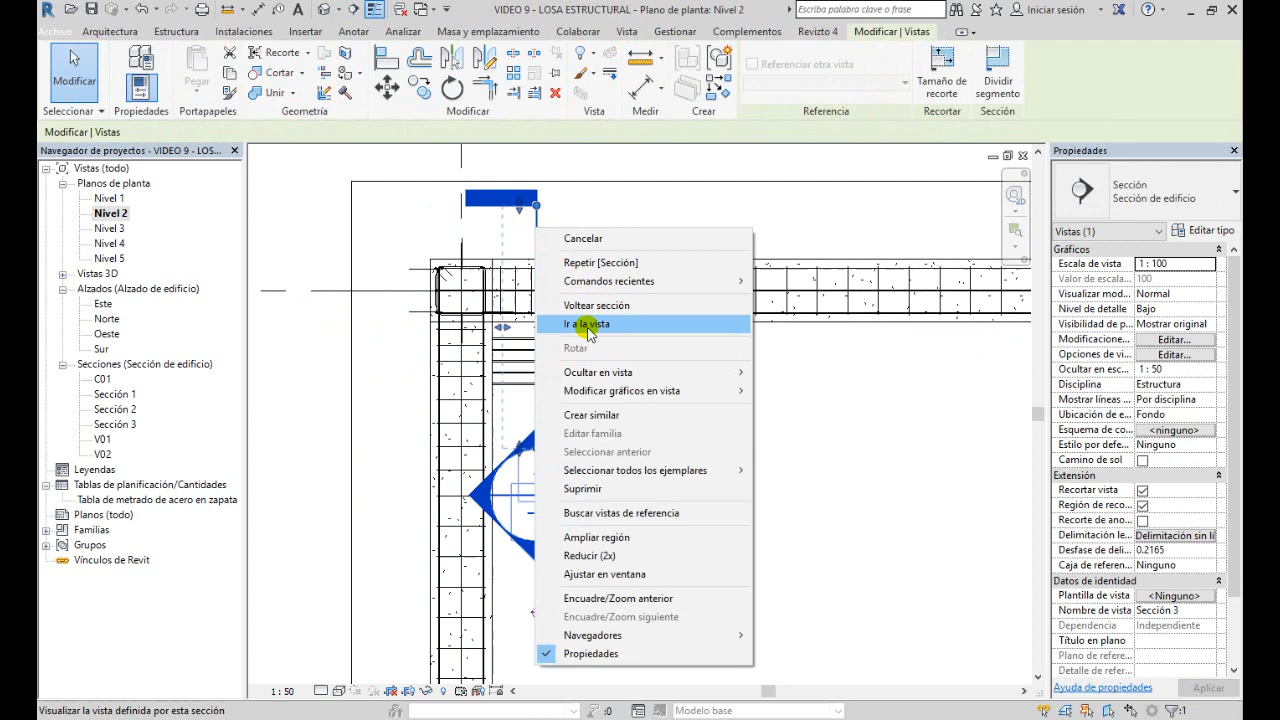 VIDEO 9 - LOSA ESTRUCTURAL - Plano de planta: Nivel 2
Escriba palabra clave o frase
Iniciar sesión
Archivo Arquitectura Estructura Instalaciones Insertar Anotar Analizar Masa y emplazamiento Colaborar Vista Gestionar Complementos Revizto 4 Modificar | Vistas
Modificar
Pegar
Recorte
Cortar
Unir
Referenciar otra vista
Tamaño de recorte
Dividir segmento
Seleccionar Propiedades Portapapeles Geometría Modificar Vista Medir Crear Referencia Recortar Sección
Modificar | Vistas
Navegador de proyectos - VIDEO 9 - LOS...
Vistas (todo)
Planos de planta
Nivel 1
Nivel 2
Nivel 3
Nivel 4
Nivel 5
Vistas 3D
Alzados (Alzado de edificio)
Este
Norte
Oeste
Sur
Secciones (Sección de edificio)
C01
Sección 1
Sección 2
Sección 3
V01
V02
Leyendas
Tablas de planificación/Cantidades
Tabla de metrado de acero en zapata
Planos (todo)
Familias
Grupos
Vínculos de Revit
Cancelar
Repetir [Sección]
Comandos recientes
Voltear sección
Ir a la vista
Rotar
Ocultar en vista
Modificar gráficos en vista
Crear similar
Editar familia
Seleccionar anterior
Seleccionar todos los ejemplares
Suprimir
Buscar vistas de referencia
Ampliar región
Reducir (2x)
Ajustar en ventana
Encuadre/Zoom anterior
Encuadre/Zoom siguiente
Navegadores
Propiedades
Propiedades
Sección
Sección de edificio
Vistas (1)
Editar tipo
Gráficos
Escala de vista 1 : 100
Valor de escala... 100
Visualizar mod... Normal
Nivel de detalle Bajo
Visibilidad de p... Mostrar original
Modificacione... Editar...
Opciones de vi... Editar...
Ocultar en esc... 1 : 50
Disciplina Estructura
Mostrar líneas ... Por disciplina
Ubicación de e... Fondo
Esquema de co... <ninguno>
Estilo por defe... Ninguno
Camino de sol
Extensión
Recortar vista
Región de reco...
Recorte de ano...
Delimitación le... Delimitación sin lí
Desfase de deli... 0.2165
Caja de referen... Ninguno
Datos de identidad
Plantilla de vista <Ninguno>
Nombre de vista Sección 3
Dependencia Independiente
Título en plano
Plano de refere...
Ayuda de propiedades
Aplicar
1 : 50
Visualizar la vista definida por esta sección
:0
Modelo base
:1